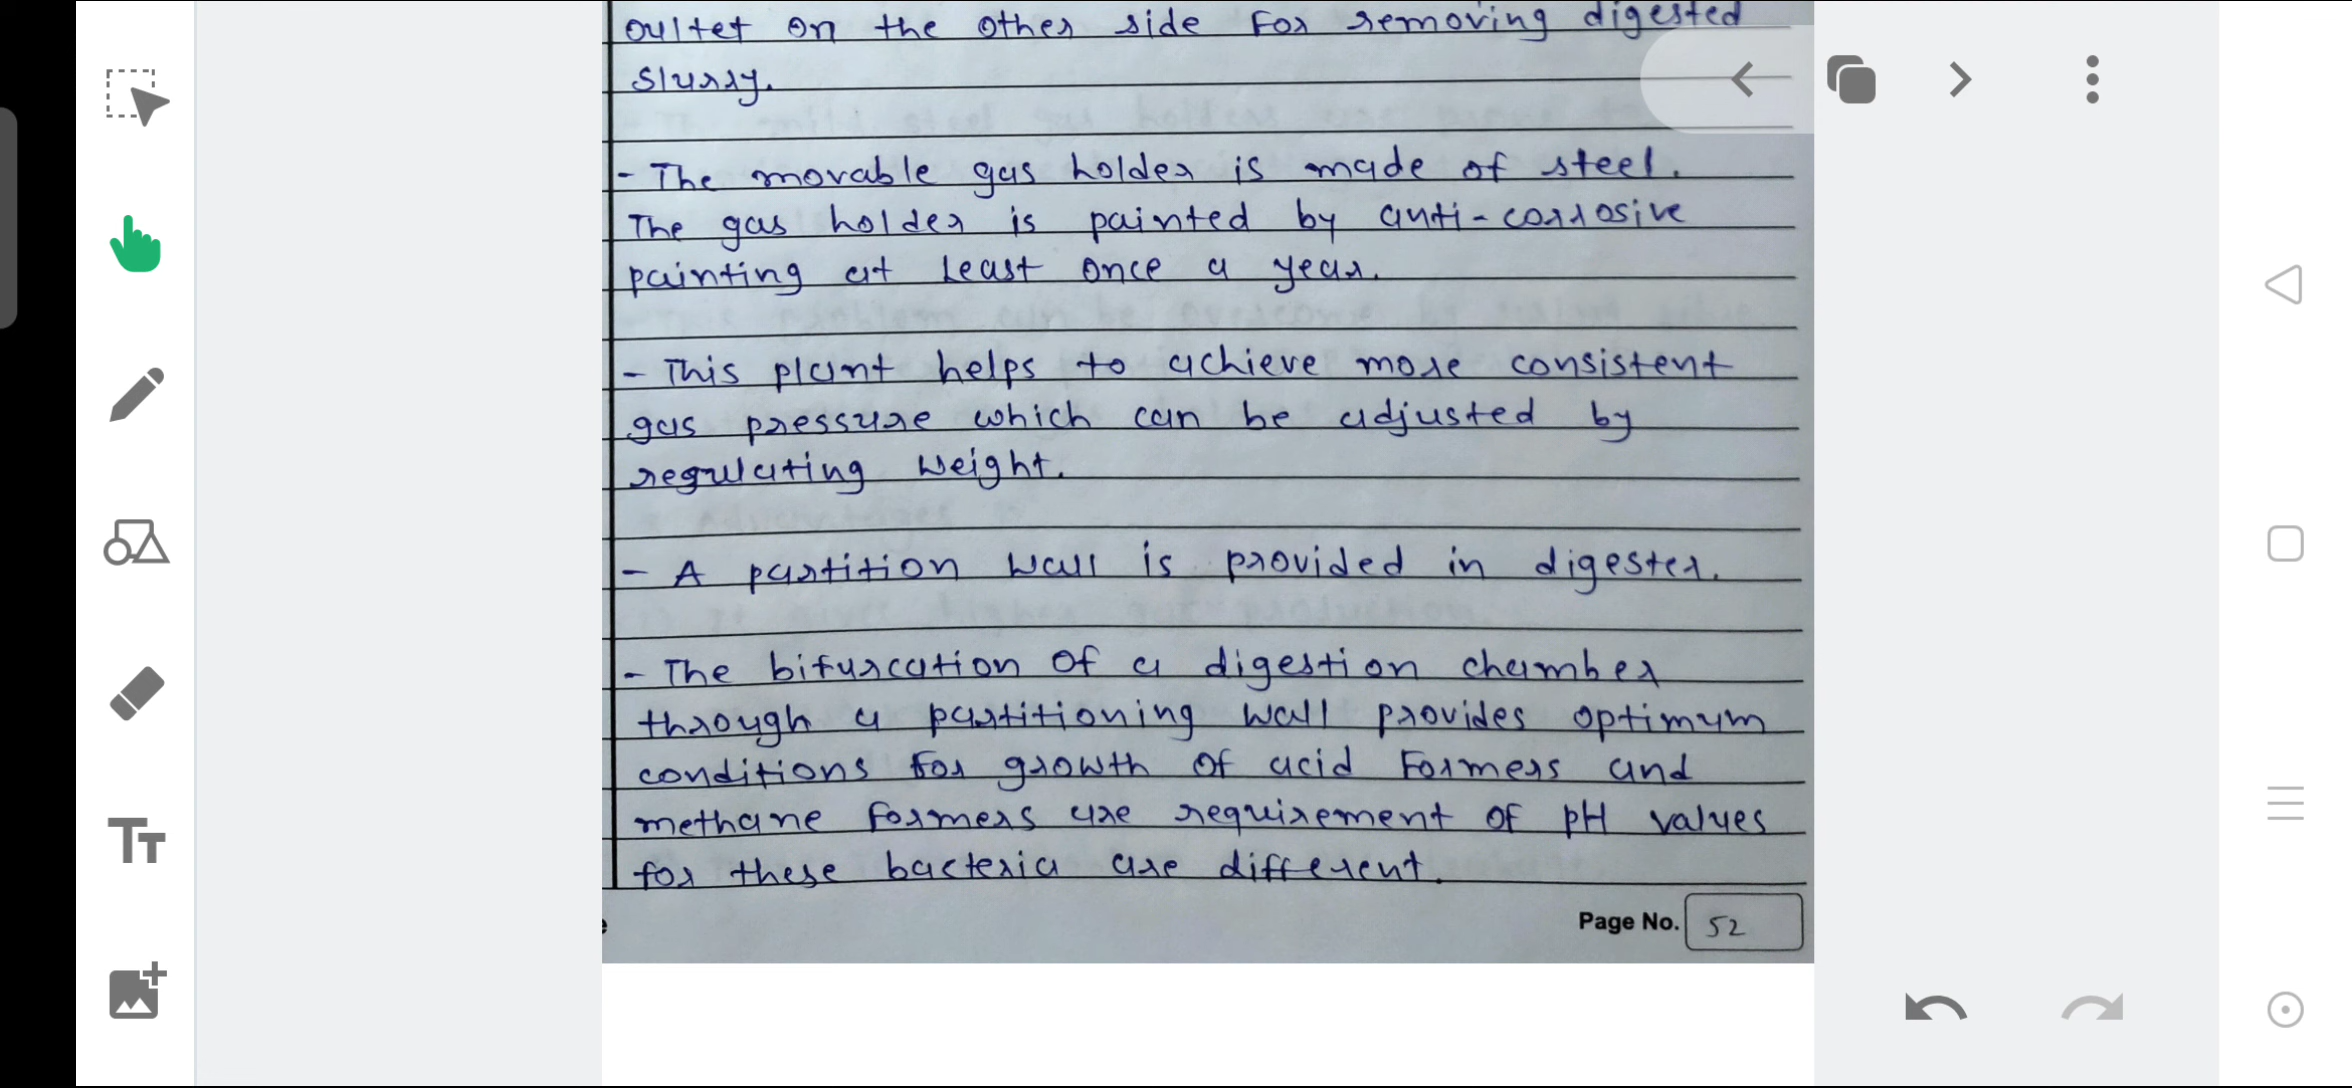 oultet on the other side for removing digested
slurry.
- The movable gas holder is made of steel.
The gas holder is painted by anti-corrosive
painting at least once a year.
- This plant helps to achieve more consistent
gas pressure which can be adjusted by
regulating weight.
- A partition wall is provided in digester.
- The bifurcation of a digestion chamber
through a partitioning wall provides optimum
conditions for growth of acid formers and
methane formers are requirement of pH values
for these bacteria are different.
Page No. 52
TT